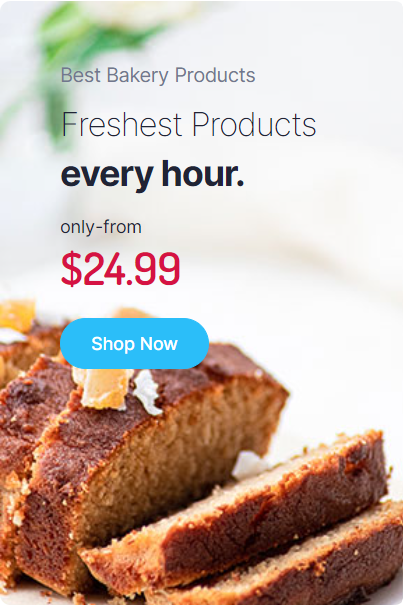 Best Bakery Products
Freshest Products
every hour.
only-from
$24.99
Shop Now